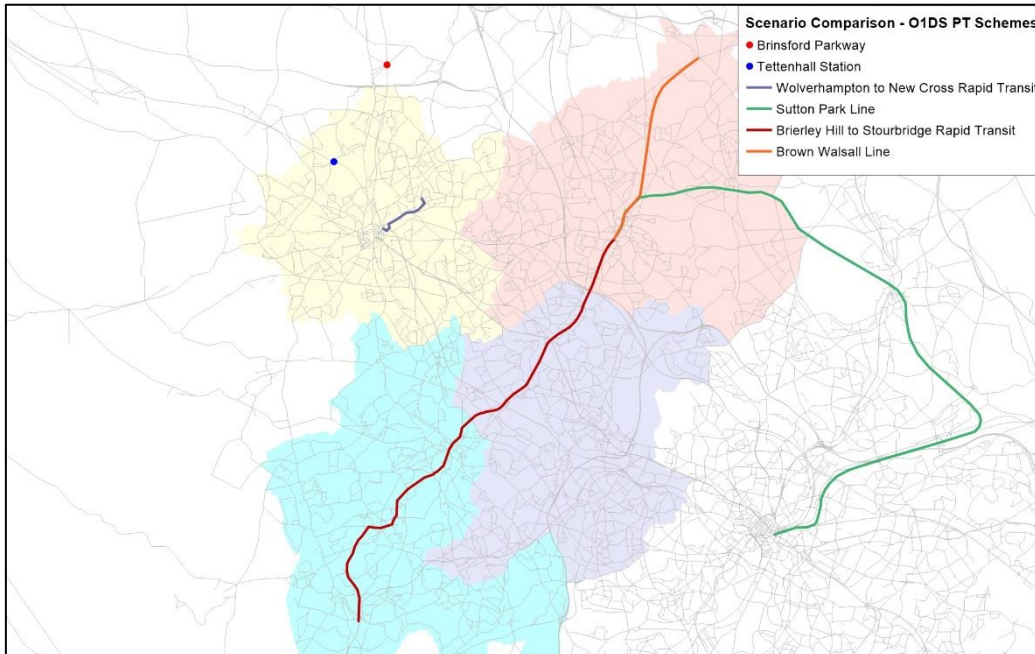 Scenario Comparison - O1DS PT Schemes
Brinsford Parkway
Tettenhall Station
Wolverhampton to New Cross Rapid Transit
Sutton Park Line
Brierley Hill to Stourbridge Rapid Transit
Brown Walsall Line